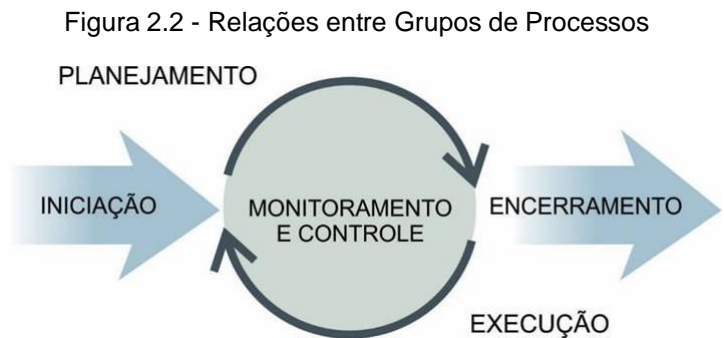 Figura 2.2 - Relações entre Grupos de Processos
PLANEJAMENTO
INICIAÇÃO
MONITORAMENTO
E CONTROLE
ENCERRAMENTO
EXECUÇÃO